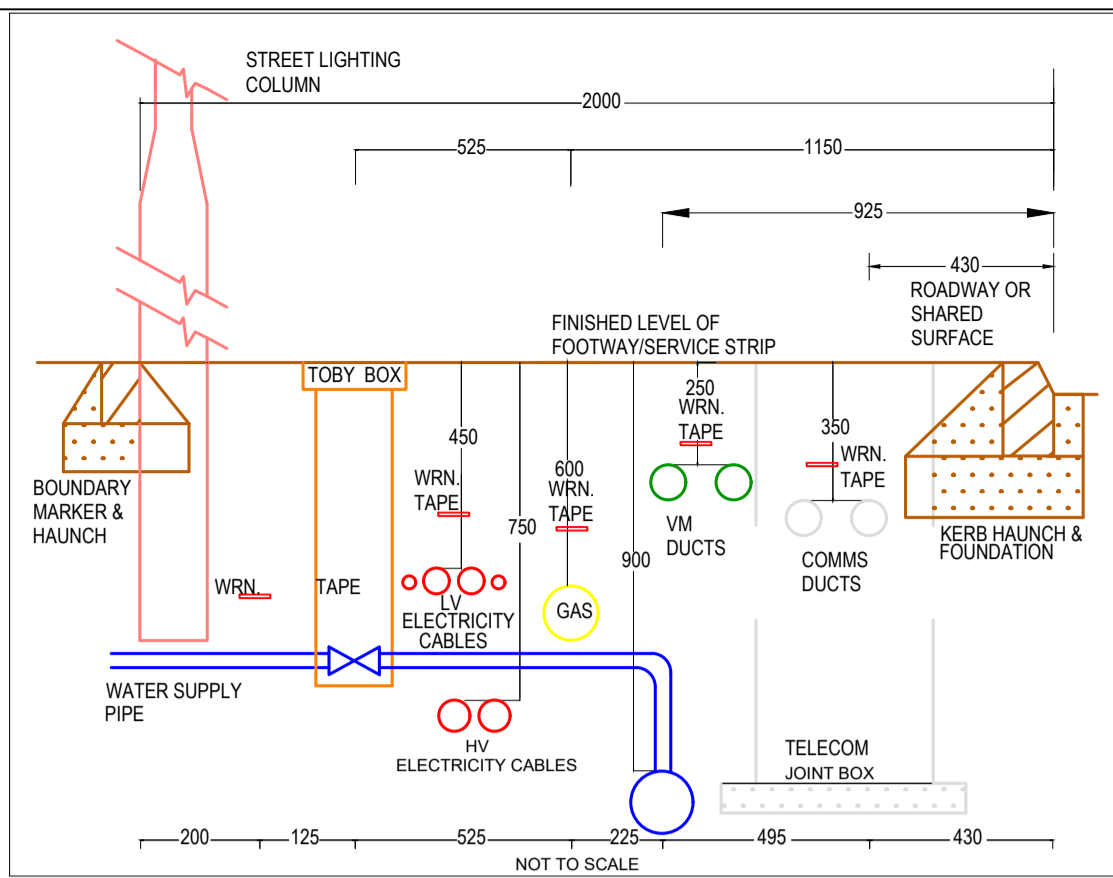 STREET LIGHTING
COLUMN
2000
525
1150
925
430
ROADWAY OR
SHARED
SURFACE
FINISHED LEVEL OF
FOOTWAY/SERVICE STRIP
TOBY BOX
250
WRN.
TAPE
450
350
WRN.
TAPE
WRN.
TAPE
600
WRN.
TAPE
750
BOUNDARY
MARKER &
HAUNCH
VM
DUCTS
KERB HAUNCH &
FOUNDATION
900
COMMS
DUCTS
WRN. TAPE
LV
ELECTRICITY
CABLES
GAS
WATER SUPPLY
PIPE
HV
ELECTRICITY CABLES
TELECOM
JOINT BOX
200 125 525 225 495 430
NOT TO SCALE